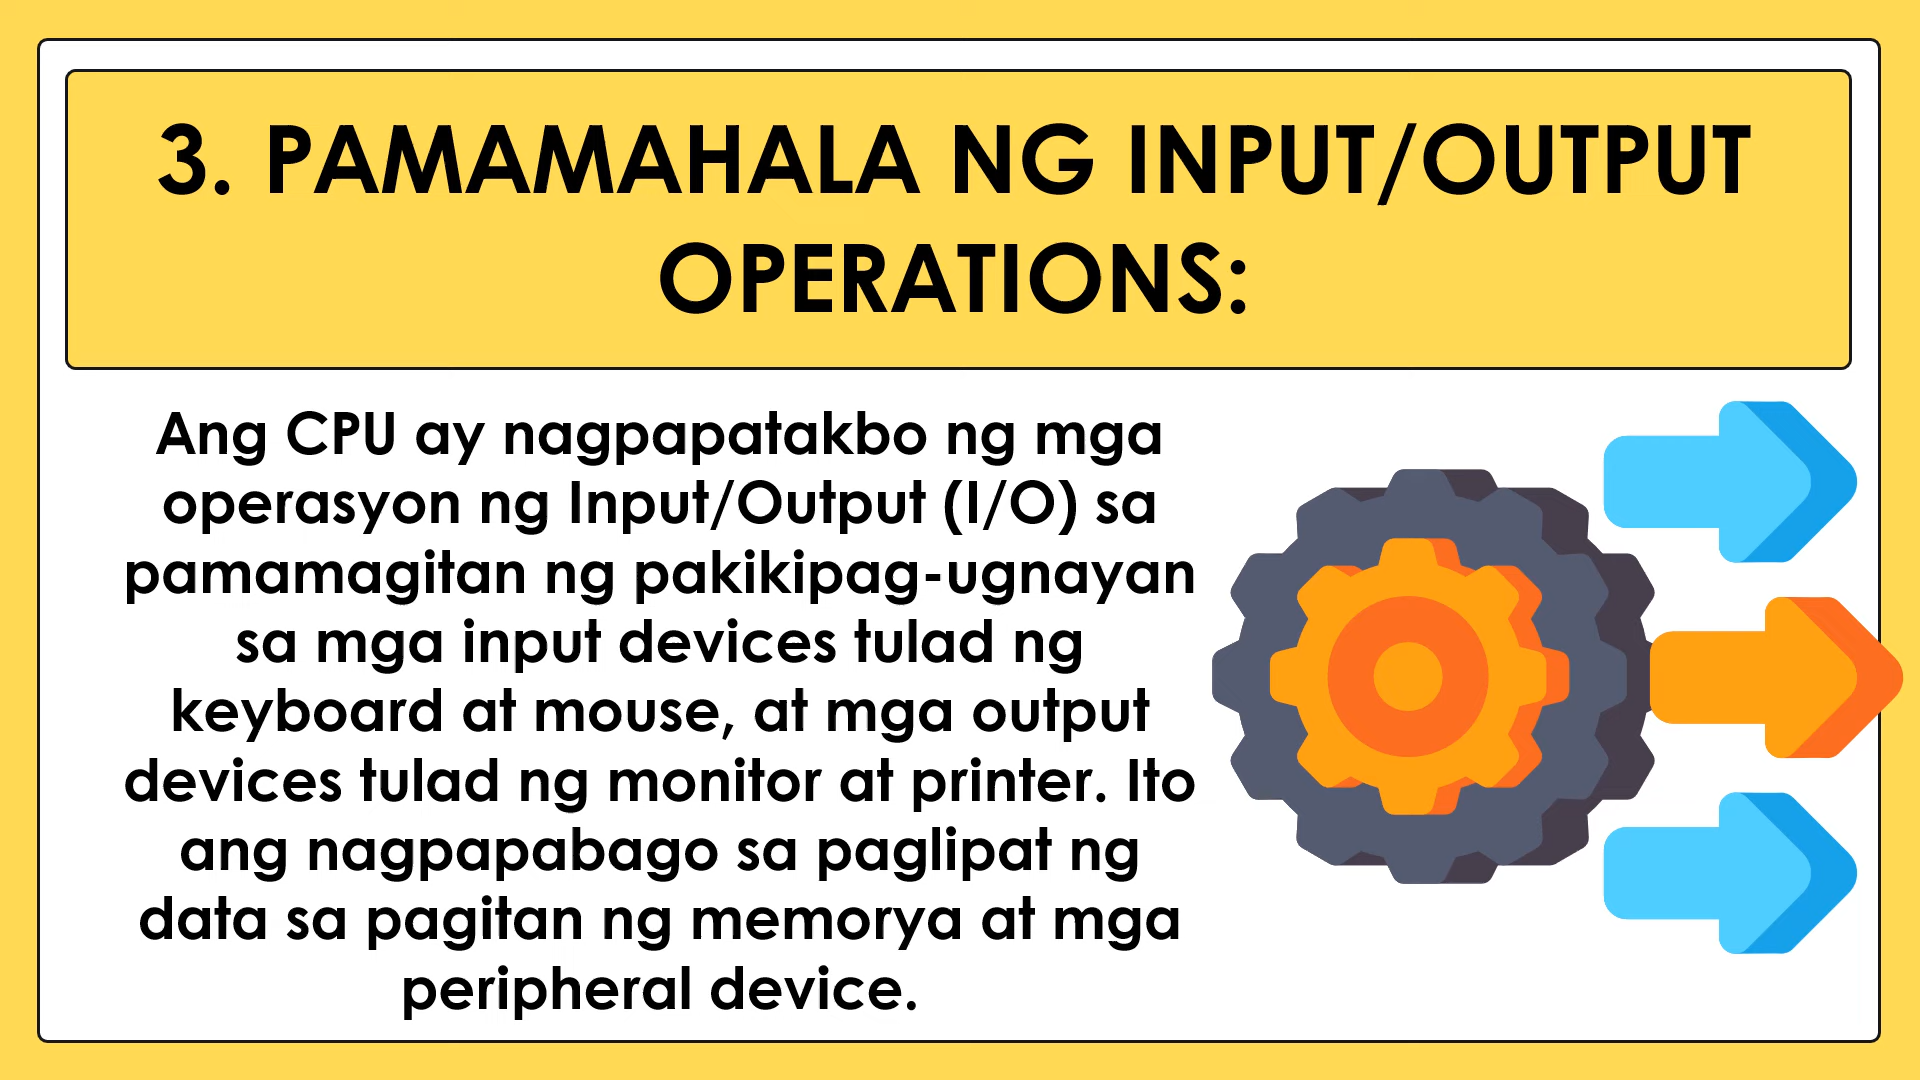 3. PAMAMAHALA NG INPUT/OUTPUT
OPERATIONS:
Ang CPU ay nagpapatakbo ng mga
operasyon ng Input/Output (I/O) sa
pamamagitan ng pakikipag-ugnayan
sa mga input devices tulad ng
keyboard at mouse, at mga output
devices tulad ng monitor at printer. Ito
ang nagpapabago sa paglipat ng
data sa pagitan ng memorya at mga
peripheral device.